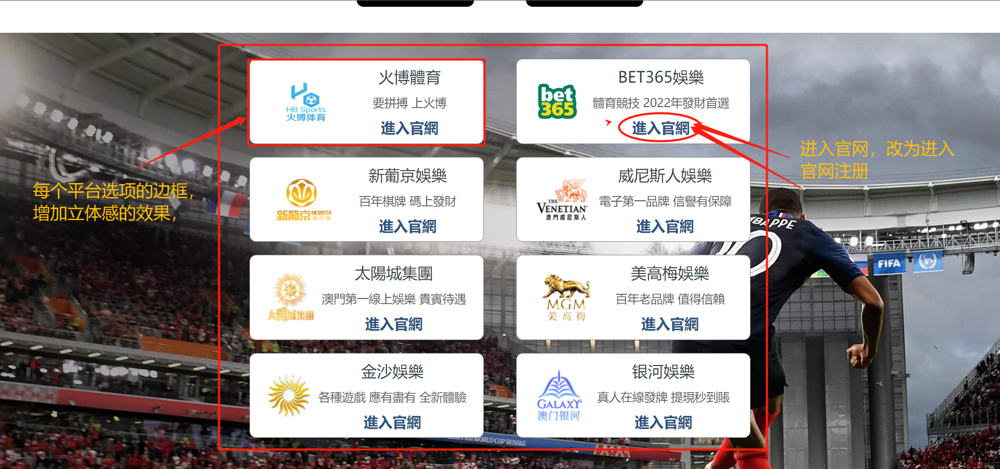 火博體育
要拼搏 上火博
進入官網
HB Sports
火博体育
BET365娛樂
體育競技 2022年發財首選
進入官網
bet
365
进入官网，改为进入
官网注册
每个平台选项的边框，
增加立体感的效果，
新葡京娛樂
百年棋牌 碼上發財
進入官網
新葡京 CASINO 娱乐城
威尼斯人娛樂
電子第一品牌 信譽有保障
進入官網
THE
VENETIAN
澳門威尼斯人
MBAPPE
10
FIFA
太陽城集團
澳門第一線上娛樂 貴賓待遇
進入官網
太陽城集團
美高梅娛樂
百年老品牌 值得信賴
進入官網
MGM
美高梅
金沙娛樂
各種遊戲 應有盡有 全新體驗
進入官網
银河娛樂
真人在線發牌 提現秒到賬
進入官網
GALAXY
澳门银河
WORLD CUP RUSSIA